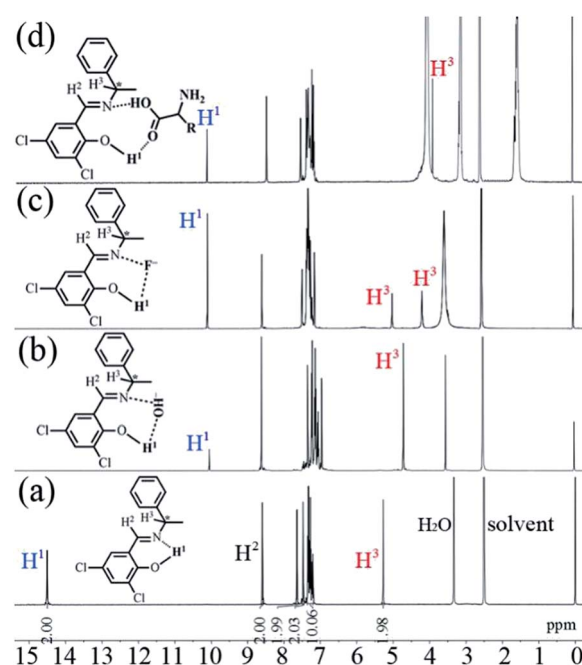 (d)
H³
C
*
H²
N
HO
NH₂
O
R
Cl
O
H¹
Cl
H¹
H³
(c)
H³
C
*
H²
N
F⁻
Cl
O
H¹
Cl
H¹
H³
H³
(b)
H³
C
*
H²
N
OH
Cl
O
H¹
Cl
H¹
H³
(a)
H³
C
*
H²
N
H¹
Cl
O
Cl
H¹
H²
H³
H₂O
solvent
2.00
2.00
1.99
2.03
10.06
1.98
ppm
15 14 13 12 11 10 9 8 7 6 5 4 3 2 1 0